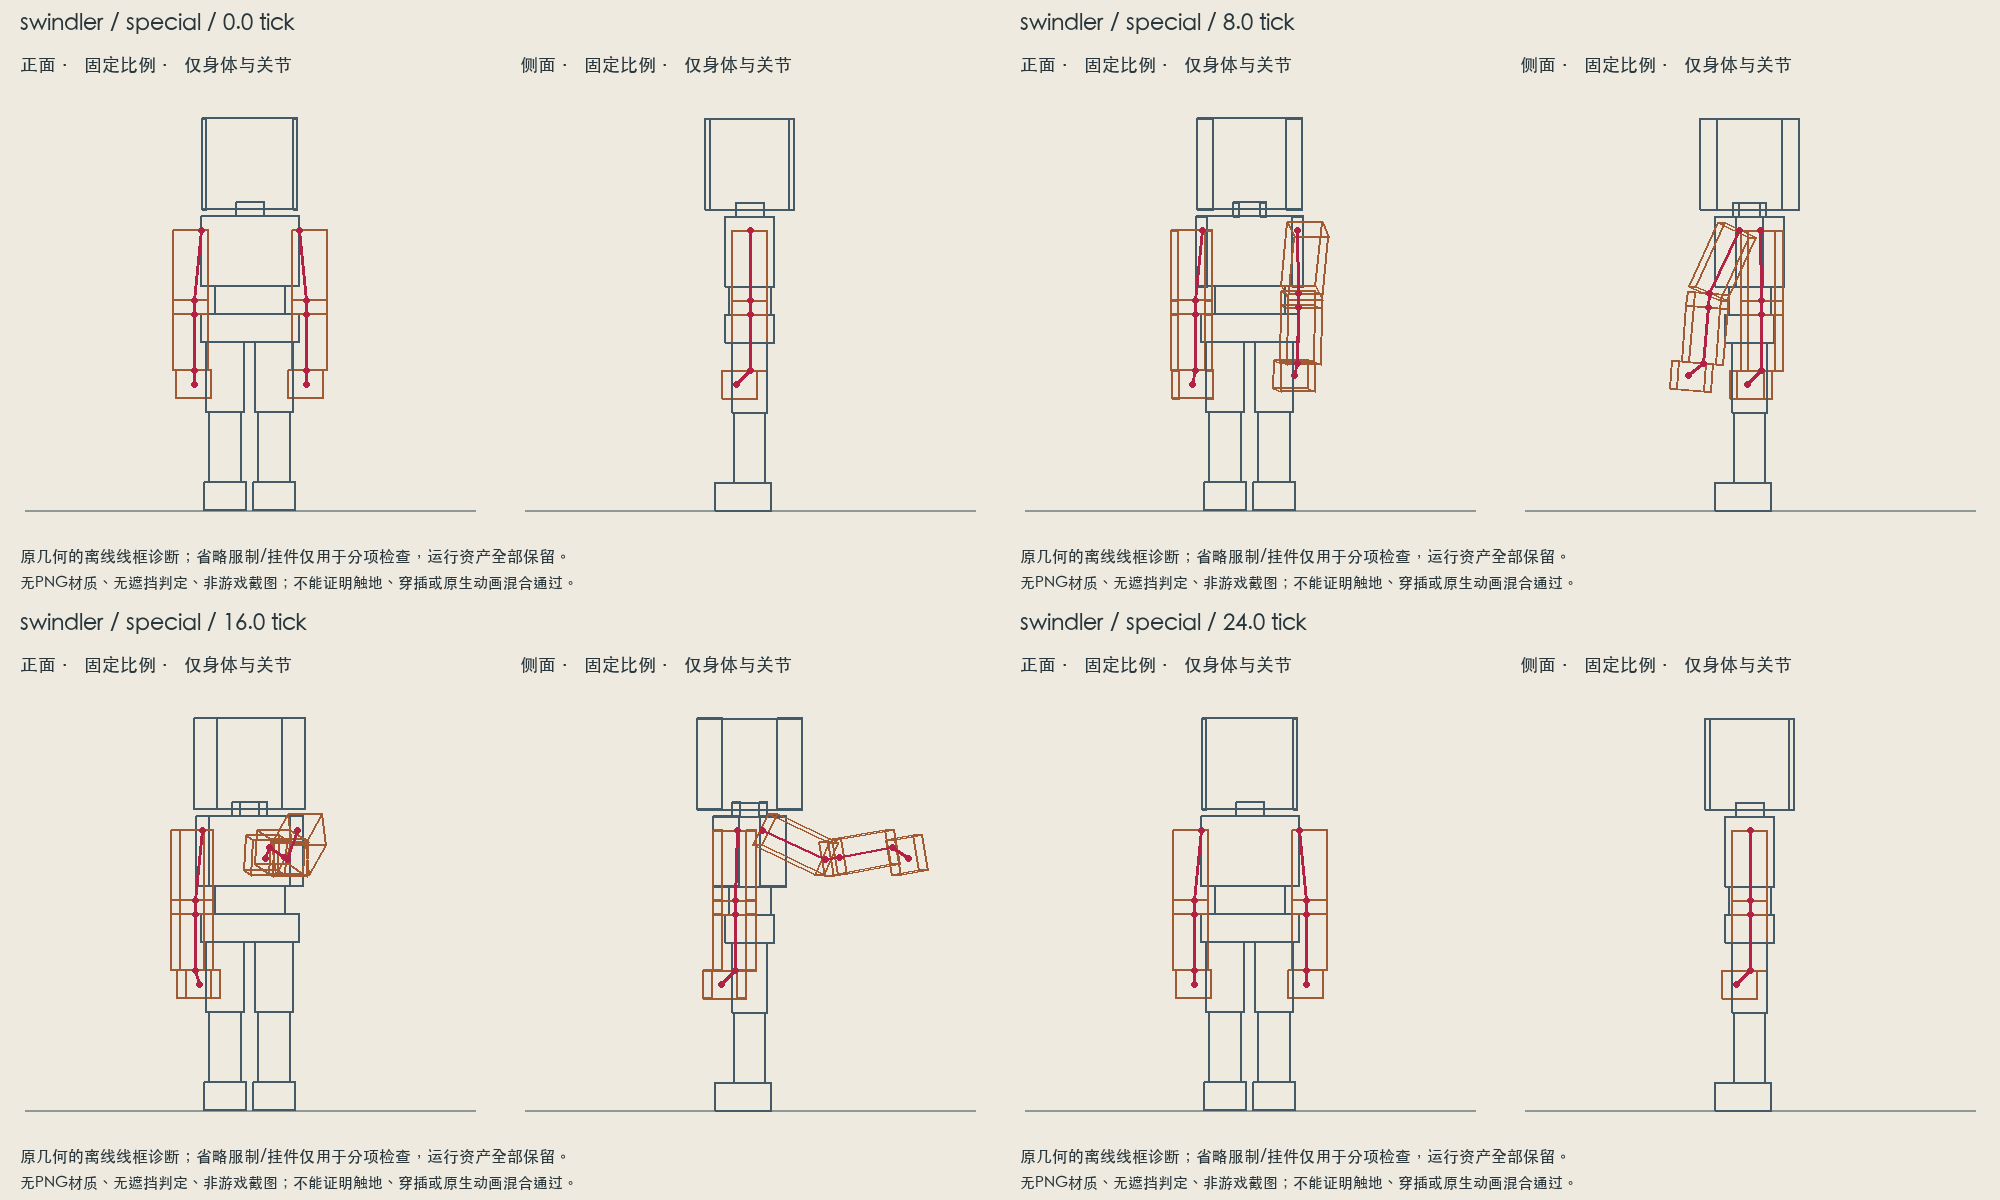 swindler / special / 0.0 tick
正面 · 固定比例 · 仅身体与关节
侧面 · 固定比例 · 仅身体与关节
原几何的离线线框诊断；省略服制/挂件仅用于分项检查，运行资产全部保留。
无PNG材质、无遮挡判定、非游戏截图；不能证明触地、穿插或原生动画混合通过。
swindler / special / 8.0 tick
正面 · 固定比例 · 仅身体与关节
侧面 · 固定比例 · 仅身体与关节
原几何的离线线框诊断；省略服制/挂件仅用于分项检查，运行资产全部保留。
无PNG材质、无遮挡判定、非游戏截图；不能证明触地、穿插或原生动画混合通过。
swindler / special / 16.0 tick
正面 · 固定比例 · 仅身体与关节
侧面 · 固定比例 · 仅身体与关节
原几何的离线线框诊断；省略服制/挂件仅用于分项检查，运行资产全部保留。
无PNG材质、无遮挡判定、非游戏截图；不能证明触地、穿插或原生动画混合通过。
swindler / special / 24.0 tick
正面 · 固定比例 · 仅身体与关节
侧面 · 固定比例 · 仅身体与关节
原几何的离线线框诊断；省略服制/挂件仅用于分项检查，运行资产全部保留。
无PNG材质、无遮挡判定、非游戏截图；不能证明触地、穿插或原生动画混合通过。